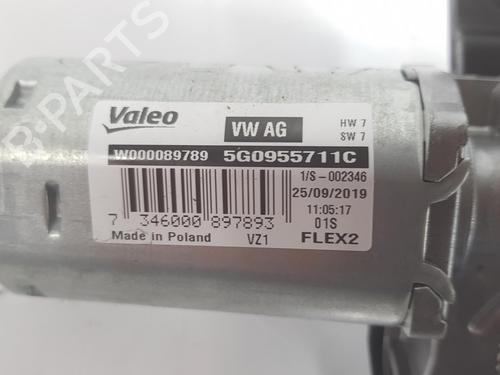 Valeo
VW AG
HW 7
SW 7
W000089789 5G0955711C
1/S-002346
25/09/2019
11:05:17
7 346000 897893
01S
Made in Poland VZ1 FLEX2
B-PARTS